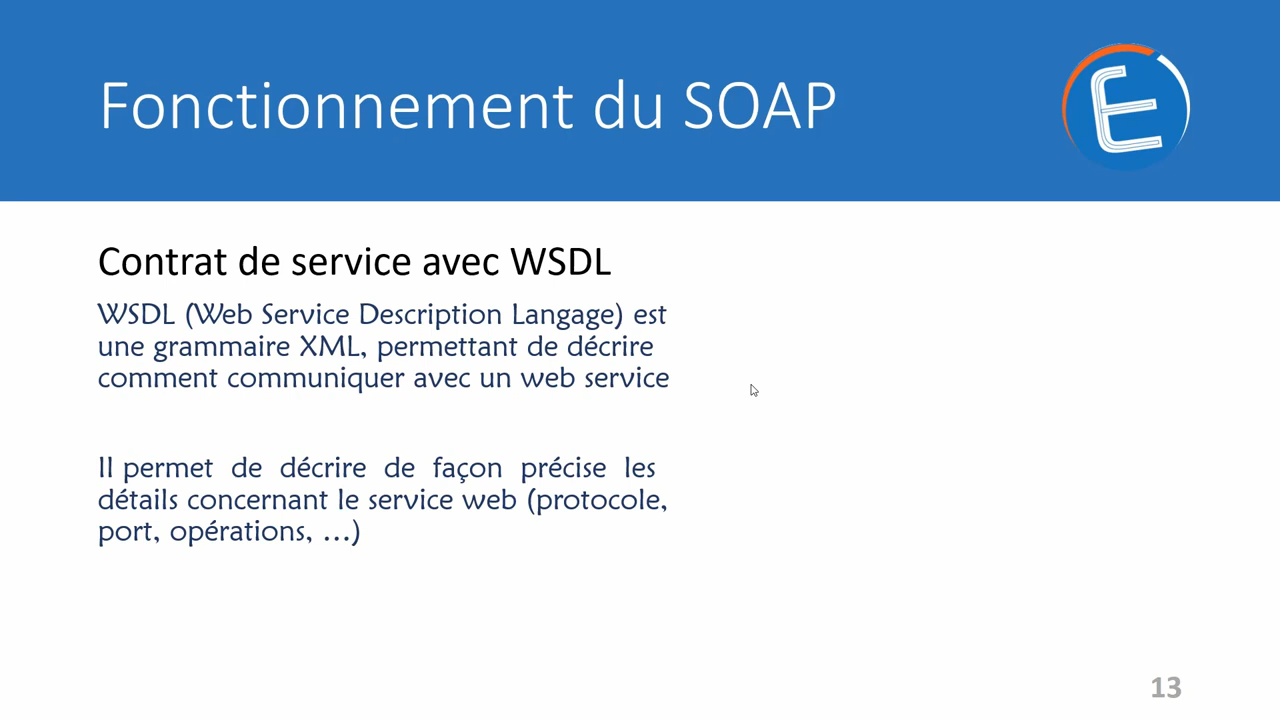 Fonctionnement du SOAP
E
Contrat de service avec WSDL
WSDL (Web Service Description Langage) est
une grammaire XML, permettant de décrire
comment communiquer avec un web service
Il permet de décrire de façon précise les
détails concernant le service web (protocole,
port, opérations, …)
13